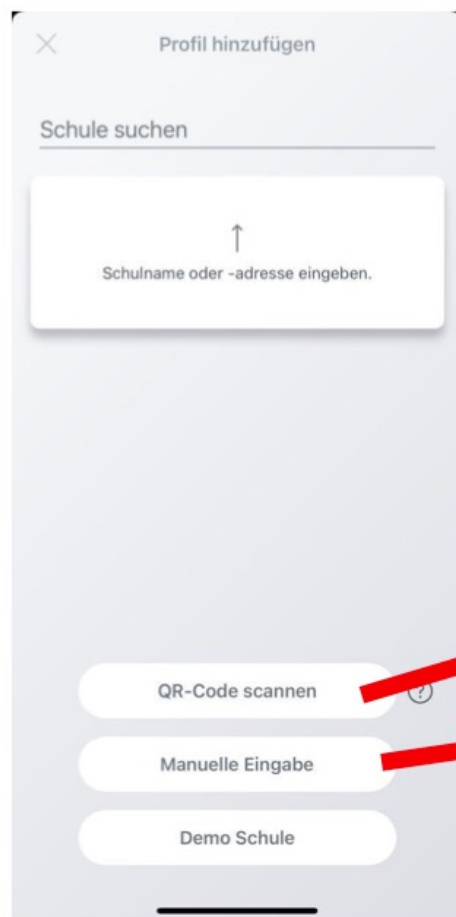 Profil hinzufügen
Schule suchen
Schulname oder -adresse eingeben.
QR-Code scannen
?
Manuelle Eingabe
Demo Schule